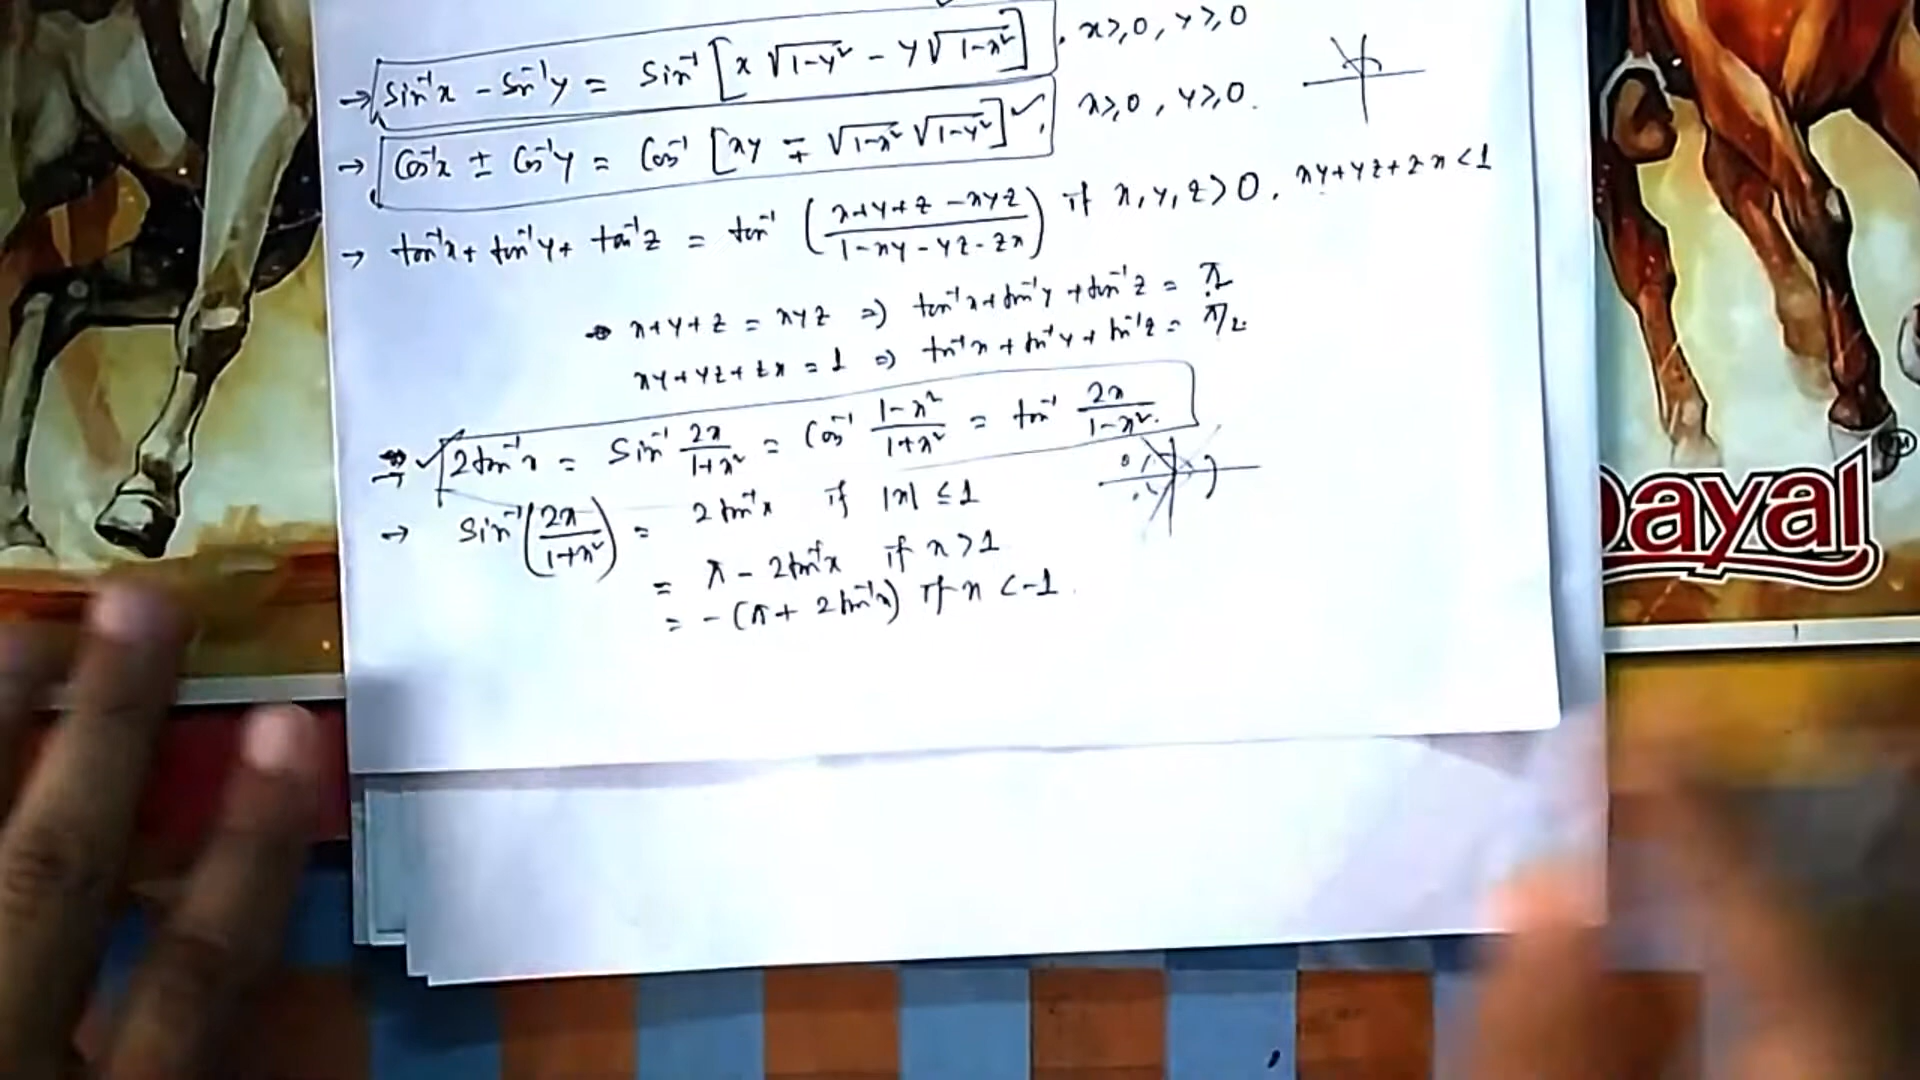 → sin⁻¹x - sin⁻¹y = sin⁻¹ [x √1-y² - y √1-x²] , x≥0, y≥0
→ cos⁻¹x ± cos⁻¹y = cos⁻¹ [xy ∓ √1-x² √1-y²] ✓, x≥0, y≥0.
→ tan⁻¹x + tan⁻¹y + tan⁻¹z = tan⁻¹ ((x+y+z-xyz)/(1-xy-yz-zx)) if x, y, z > 0, xy+yz+zx < 1
→ x+y+z = xyz ⇒ tan⁻¹x + tan⁻¹y + tan⁻¹z = π
xy+yz+zx = 1 ⇒ tan⁻¹x + tan⁻¹y + tan⁻¹z = π/2
⇒ ✓ 2tan⁻¹x = sin⁻¹ 2x/(1+x²) = cos⁻¹ (1-x²)/(1+x²) = tan⁻¹ 2x/(1-x²).
→ sin⁻¹(2x/(1+x²)) = 2tan⁻¹x if |x| ≤ 1
= π - 2tan⁻¹x if x > 1
= -(π + 2tan⁻¹x) if x < -1.
ayal